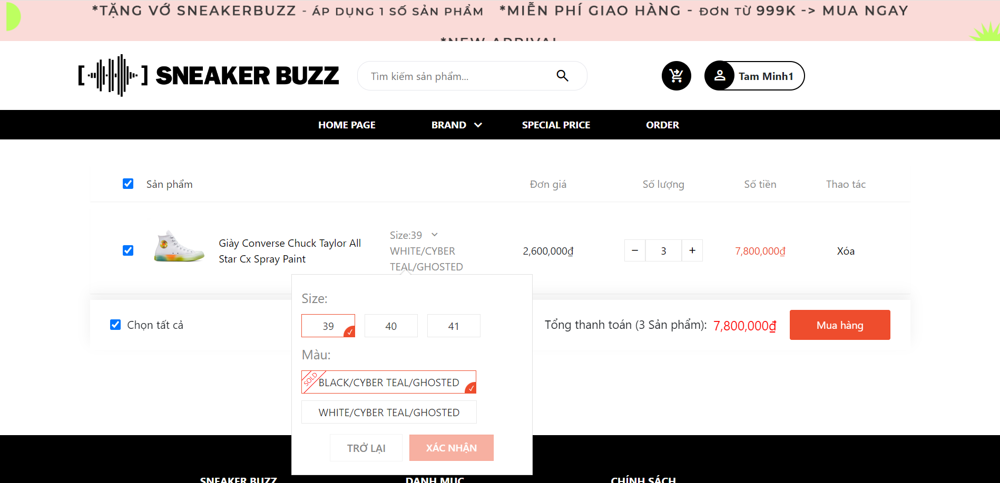 *TẶNG VỚ SNEAKERBUZZ - ÁP DỤNG 1 SỐ SẢN PHẨM *MIỄN PHÍ GIAO HÀNG - ĐƠN TỪ 999K -> MUA NGAY
*NEW ARRIVAL
SNEAKER BUZZ
Tìm kiếm sản phẩm...
Tam Minh1
HOME PAGE BRAND SPECIAL PRICE ORDER
Sản phẩm Đơn giá Số lượng Số tiền Thao tác
Giày Converse Chuck Taylor All
Star Cx Spray Paint
Size:39
WHITE/CYBER
TEAL/GHOSTED
2,600,000₫
− 3 +
7,800,000₫
Xóa
Size:
39 40 41
Màu:
SOLD
BLACK/CYBER TEAL/GHOSTED
WHITE/CYBER TEAL/GHOSTED
TRỞ LẠI XÁC NHẬN
Chọn tất cả
Tổng thanh toán (3 Sản phẩm): 7,800,000₫
Mua hàng
SNEAKER BUZZ DANH MỤC CHÍNH SÁCH